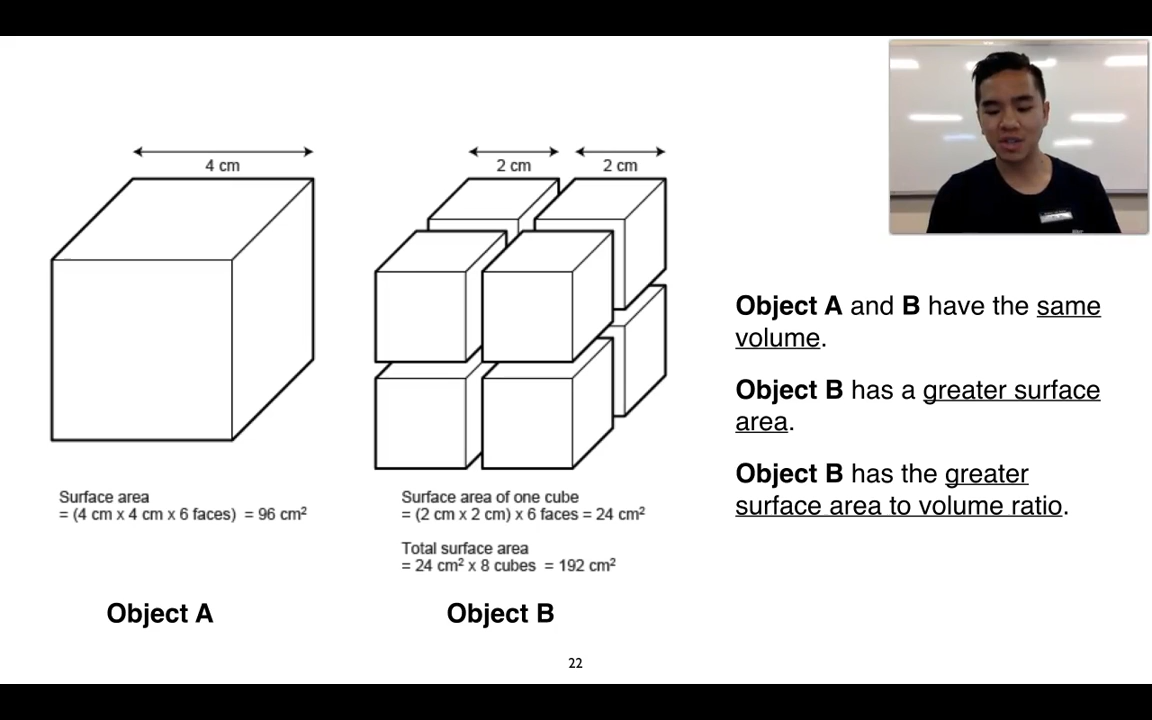 4 cm
2 cm
2 cm
Surface area
= (4 cm x 4 cm x 6 faces) = 96 cm²
Surface area of one cube
= (2 cm x 2 cm) x 6 faces = 24 cm²
Total surface area
= 24 cm² x 8 cubes = 192 cm²
Object A
Object B
Object A and B have the same
volume.
Object B has a greater surface
area.
Object B has the greater
surface area to volume ratio.
22